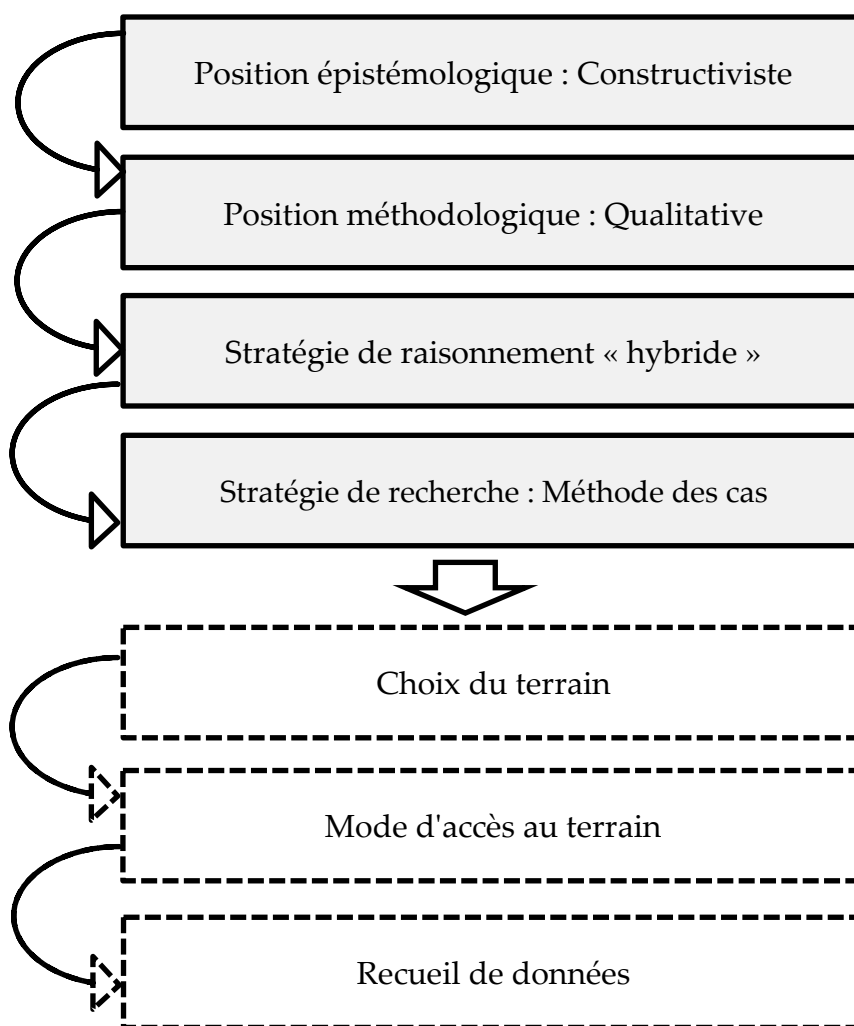 Position épistémologique : Constructiviste
Position méthodologique : Qualitative
Stratégie de raisonnement « hybride »
Stratégie de recherche : Méthode des cas
Choix du terrain
Mode d'accès au terrain
Recueil de données